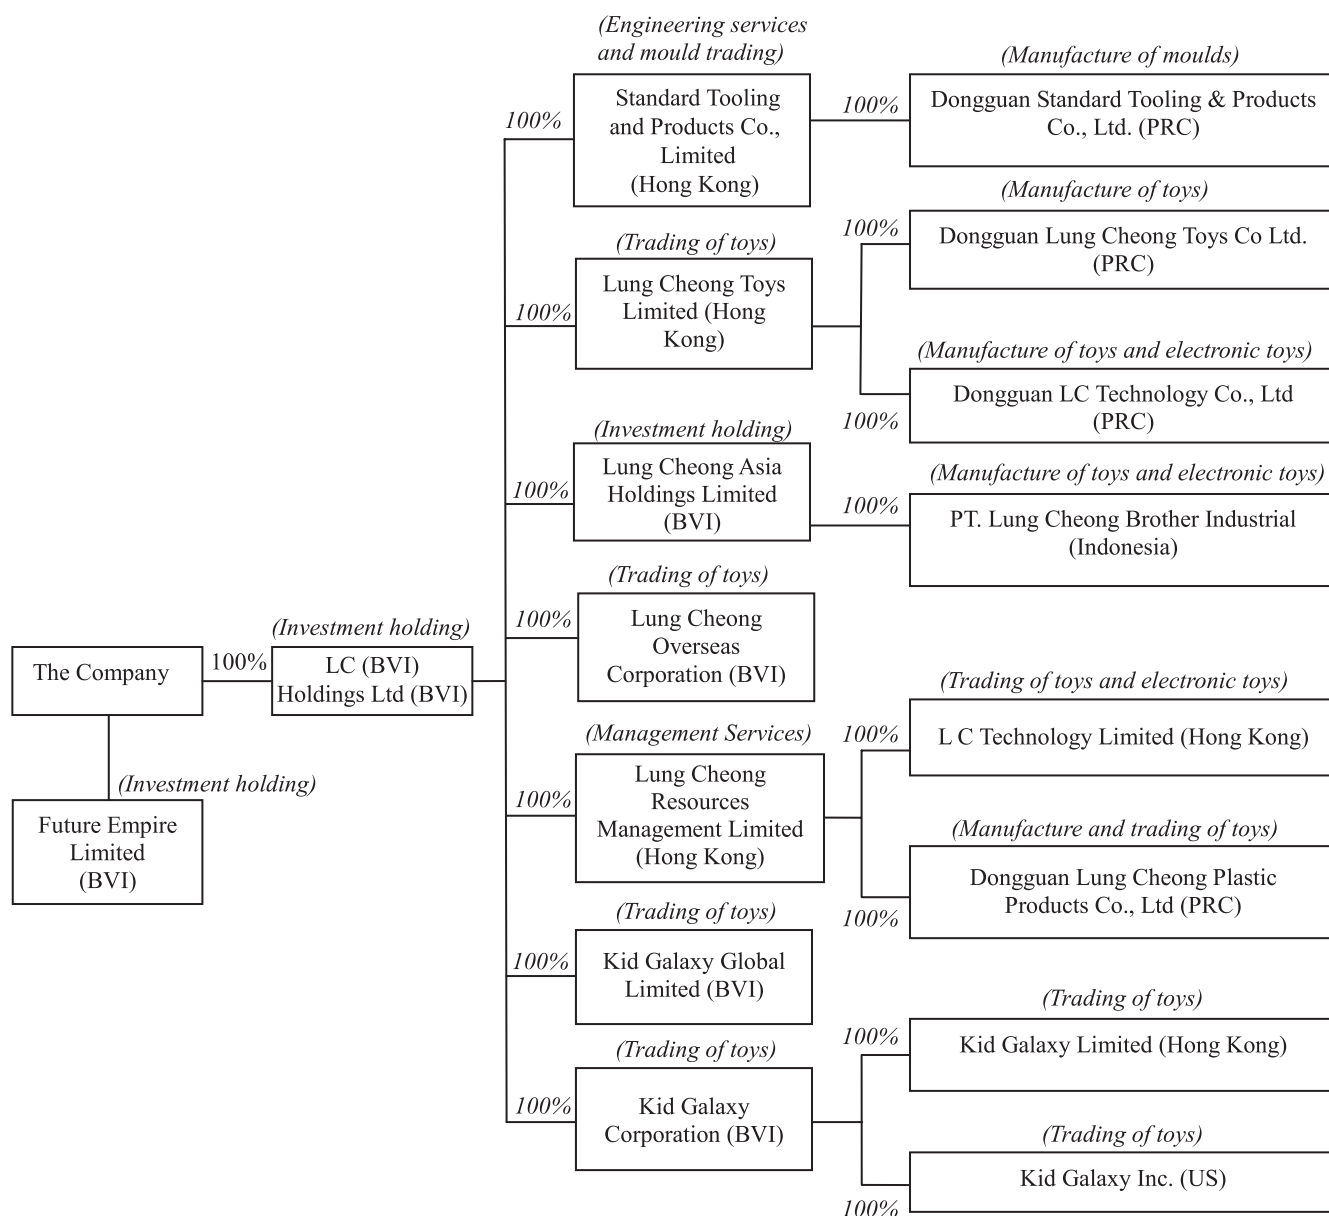 (Engineering services
and mould trading)
100%
Standard Tooling
and Products Co.,
Limited
(Hong Kong)
100%
(Manufacture of moulds)
Dongguan Standard Tooling & Products
Co., Ltd. (PRC)
(Trading of toys)
100%
Lung Cheong Toys
Limited (Hong
Kong)
(Manufacture of toys)
100%
Dongguan Lung Cheong Toys Co Ltd.
(PRC)
(Manufacture of toys and electronic toys)
100%
Dongguan LC Technology Co., Ltd
(PRC)
(Investment holding)
100%
Lung Cheong Asia
Holdings Limited
(BVI)
(Manufacture of toys and electronic toys)
100%
PT. Lung Cheong Brother Industrial
(Indonesia)
(Trading of toys)
100%
Lung Cheong
Overseas
Corporation (BVI)
The Company
100%
(Investment holding)
LC (BVI)
Holdings Ltd (BVI)
(Investment holding)
Future Empire
Limited
(BVI)
(Management Services)
100%
Lung Cheong
Resources
Management Limited
(Hong Kong)
(Trading of toys and electronic toys)
100%
L C Technology Limited (Hong Kong)
(Manufacture and trading of toys)
100%
Dongguan Lung Cheong Plastic
Products Co., Ltd (PRC)
(Trading of toys)
100%
Kid Galaxy Global
Limited (BVI)
(Trading of toys)
100%
Kid Galaxy
Corporation (BVI)
(Trading of toys)
100%
Kid Galaxy Limited (Hong Kong)
(Trading of toys)
100%
Kid Galaxy Inc. (US)